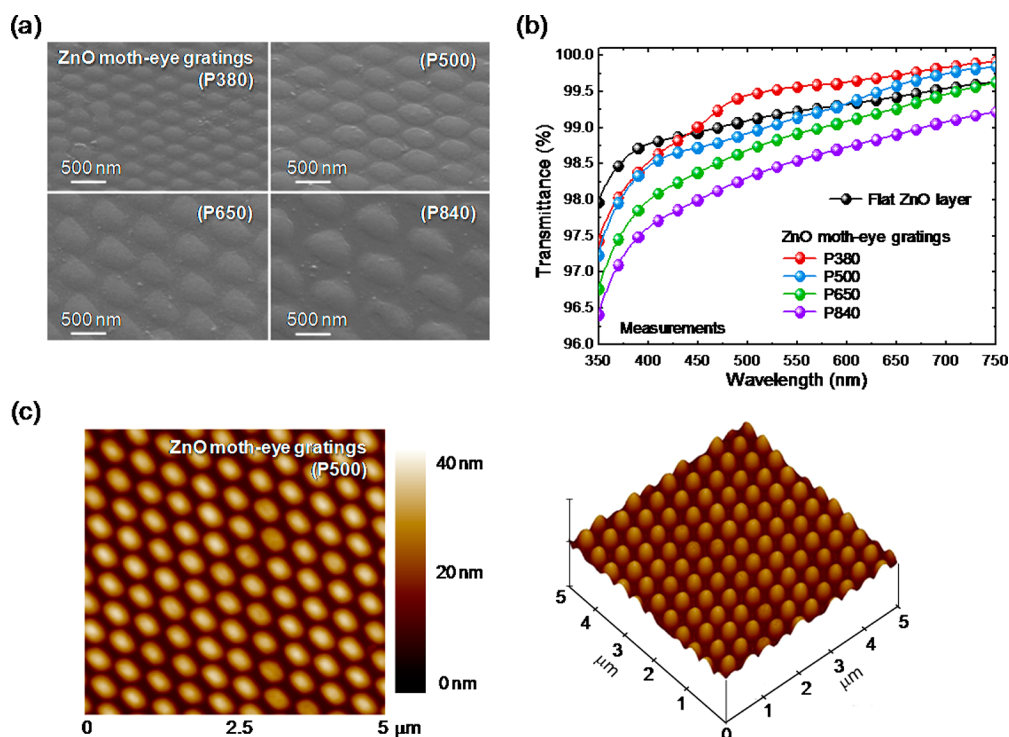 (a)
ZnO moth-eye gratings
(P380)
500 nm
(P500)
500 nm
(P650)
500 nm
(P840)
500 nm
(b)
100.0
99.5
99.0
98.5
98.0
97.5
97.0
96.5
96.0
Transmittance (%)
Flat ZnO layer
ZnO moth-eye gratings
P380
P500
P650
P840
Measurements
350 400 450 500 550 600 650 700 750
Wavelength (nm)
(c)
ZnO moth-eye gratings
(P500)
40 nm
20 nm
0 nm
0 2.5 μm 5
5
4
3
2
1
μm
0
1
2
3
4
5
μm